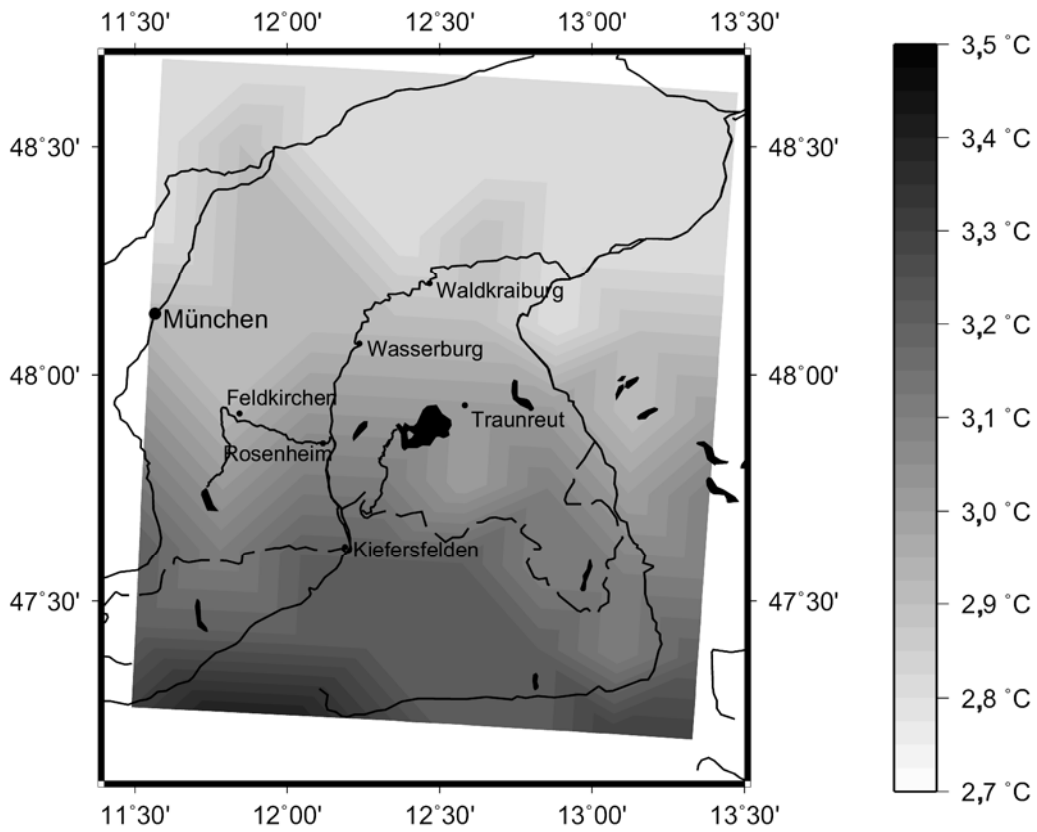 11˚30' 12˚00' 12˚30' 13˚00' 13˚30'
3,5 ˚C
3,4 ˚C
48˚30' 48˚30'
3,3 ˚C
Waldkraiburg
München
3,2 ˚C
Wasserburg
48˚00' 48˚00'
Feldkirchen
Traunreut
3,1 ˚C
Rosenheim
3,0 ˚C
Kiefersfelden
47˚30' 47˚30'
2,9 ˚C
2,8 ˚C
2,7 ˚C
11˚30' 12˚00' 12˚30' 13˚00' 13˚30'